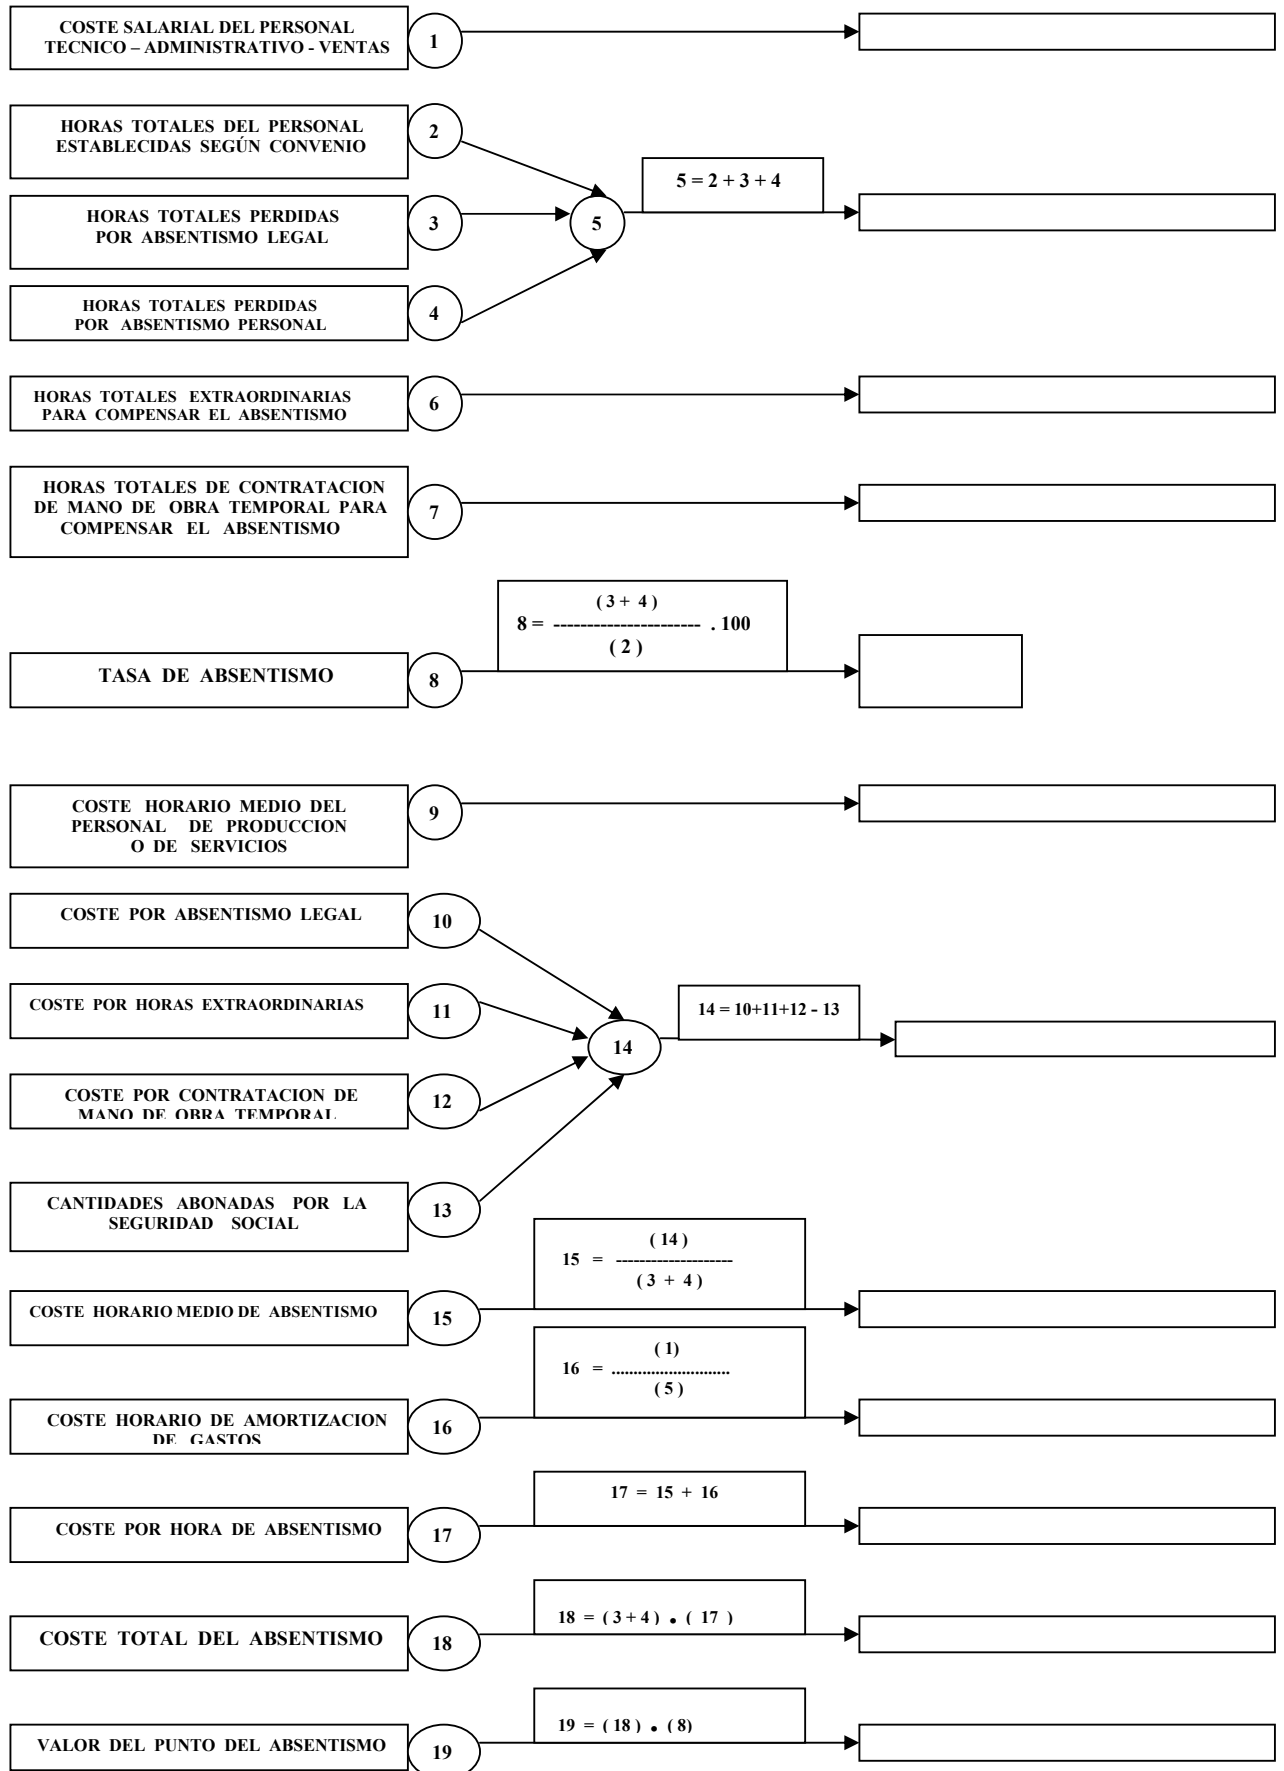 COSTE SALARIAL DEL PERSONAL
TECNICO – ADMINISTRATIVO - VENTAS
1
HORAS TOTALES DEL PERSONAL
ESTABLECIDAS SEGÚN CONVENIO
2
5 = 2 + 3 + 4
HORAS TOTALES PERDIDAS
POR ABSENTISMO LEGAL
3
5
HORAS TOTALES PERDIDAS
POR ABSENTISMO PERSONAL
4
HORAS TOTALES EXTRAORDINARIAS
PARA COMPENSAR EL ABSENTISMO
6
HORAS TOTALES DE CONTRATACION
DE MANO DE OBRA TEMPORAL PARA
COMPENSAR EL ABSENTISMO
7
( 3 + 4 )
8 = ---------------------- . 100
( 2 )
TASA DE ABSENTISMO
8
COSTE HORARIO MEDIO DEL
PERSONAL DE PRODUCCION
O DE SERVICIOS
9
COSTE POR ABSENTISMO LEGAL
10
COSTE POR HORAS EXTRAORDINARIAS
11
14 = 10+11+12 - 13
14
COSTE POR CONTRATACION DE
MANO DE OBRA TEMPORAL
12
CANTIDADES ABONADAS POR LA
SEGURIDAD SOCIAL
13
( 14 )
15 = --------------------
( 3 + 4 )
COSTE HORARIO MEDIO DE ABSENTISMO
15
( 1)
16 = ...........................
( 5 )
COSTE HORARIO DE AMORTIZACION
DE GASTOS
16
17 = 15 + 16
COSTE POR HORA DE ABSENTISMO
17
18 = ( 3 + 4 ) • ( 17 )
COSTE TOTAL DEL ABSENTISMO
18
19 = ( 18 ) • ( 8)
VALOR DEL PUNTO DEL ABSENTISMO
19